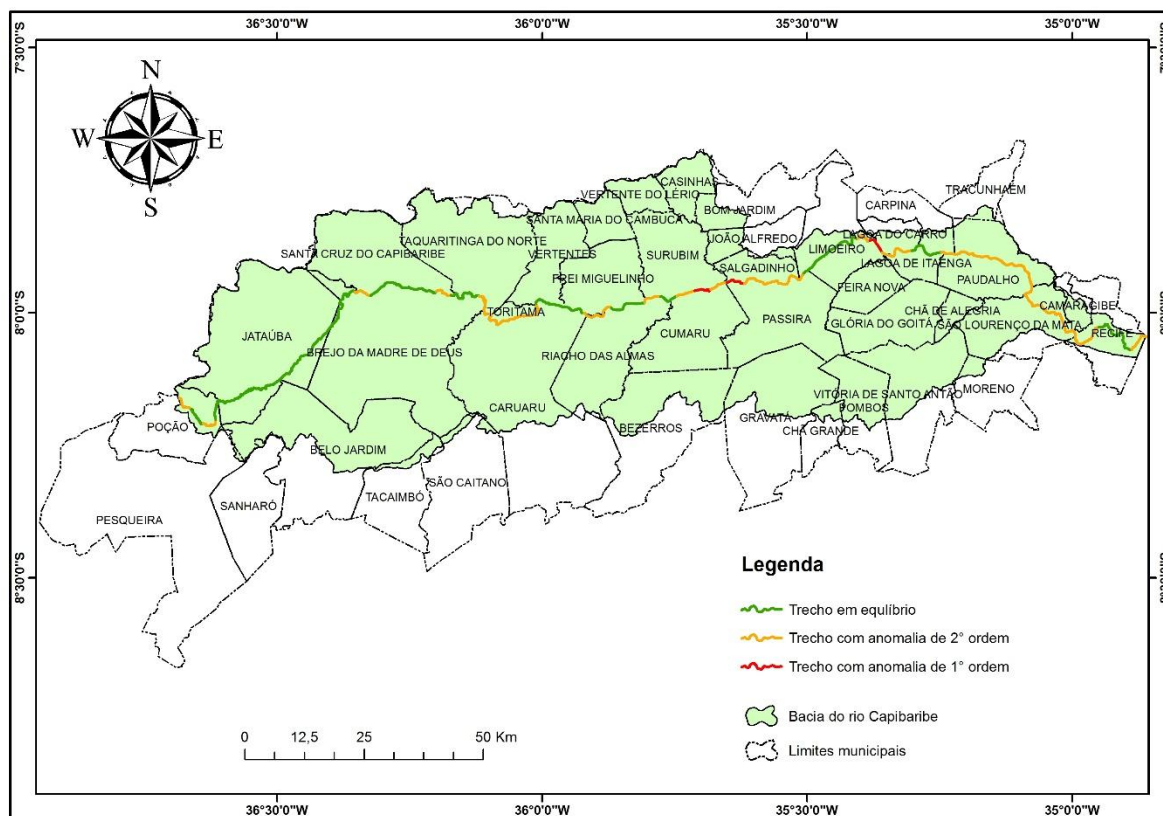 36°30'0"W 36°0'0"W 35°30'0"W 35°0'0"W
7°30'0"S
N
W E
S
CASINHAS
VERTENTE DO LÉRIO
TRACUNHAÉM
CARPINA
BOM JARDIM
SANTA MARIA DO CAMBUCÁ
LAGOA DO CARRO
TAQUARITINGA DO NORTE
JOÃO ALFREDO
LIMOEIRO
SANTA CRUZ DO CAPIBARIBE
VERTENTES
SURUBIM
LAGOA DE ITAENGA
SALGADINHO
FREI MIGUELINHO
PAUDALHO
FEIRA NOVA
TORITAMA
CHÃ DE ALEGRIA
CAMARAGIBE
8°0'0"S
PASSIRA
GLÓRIA DO GOITÁ
SÃO LOURENÇO DA MATA
RECIFE
JATAÚBA
CUMARU
BREJO DA MADRE DE DEUS
RIACHO DAS ALMAS
MORENO
VITÓRIA DE SANTO ANTÃO
CARUARU
POMBOS
GRAVATÁ
POÇÃO
BEZERROS
CHÃ GRANDE
BELO JARDIM
SÃO CAITANO
TACAIMBÓ
SANHARÓ
PESQUEIRA
Legenda
8°30'0"S
Trecho em equlíbrio
Trecho com anomalia de 2° ordem
Trecho com anomalia de 1° ordem
Bacia do rio Capibaribe
0 12,5 25 50 Km
Limites municipais
36°30'0"W 36°0'0"W 35°30'0"W 35°0'0"W